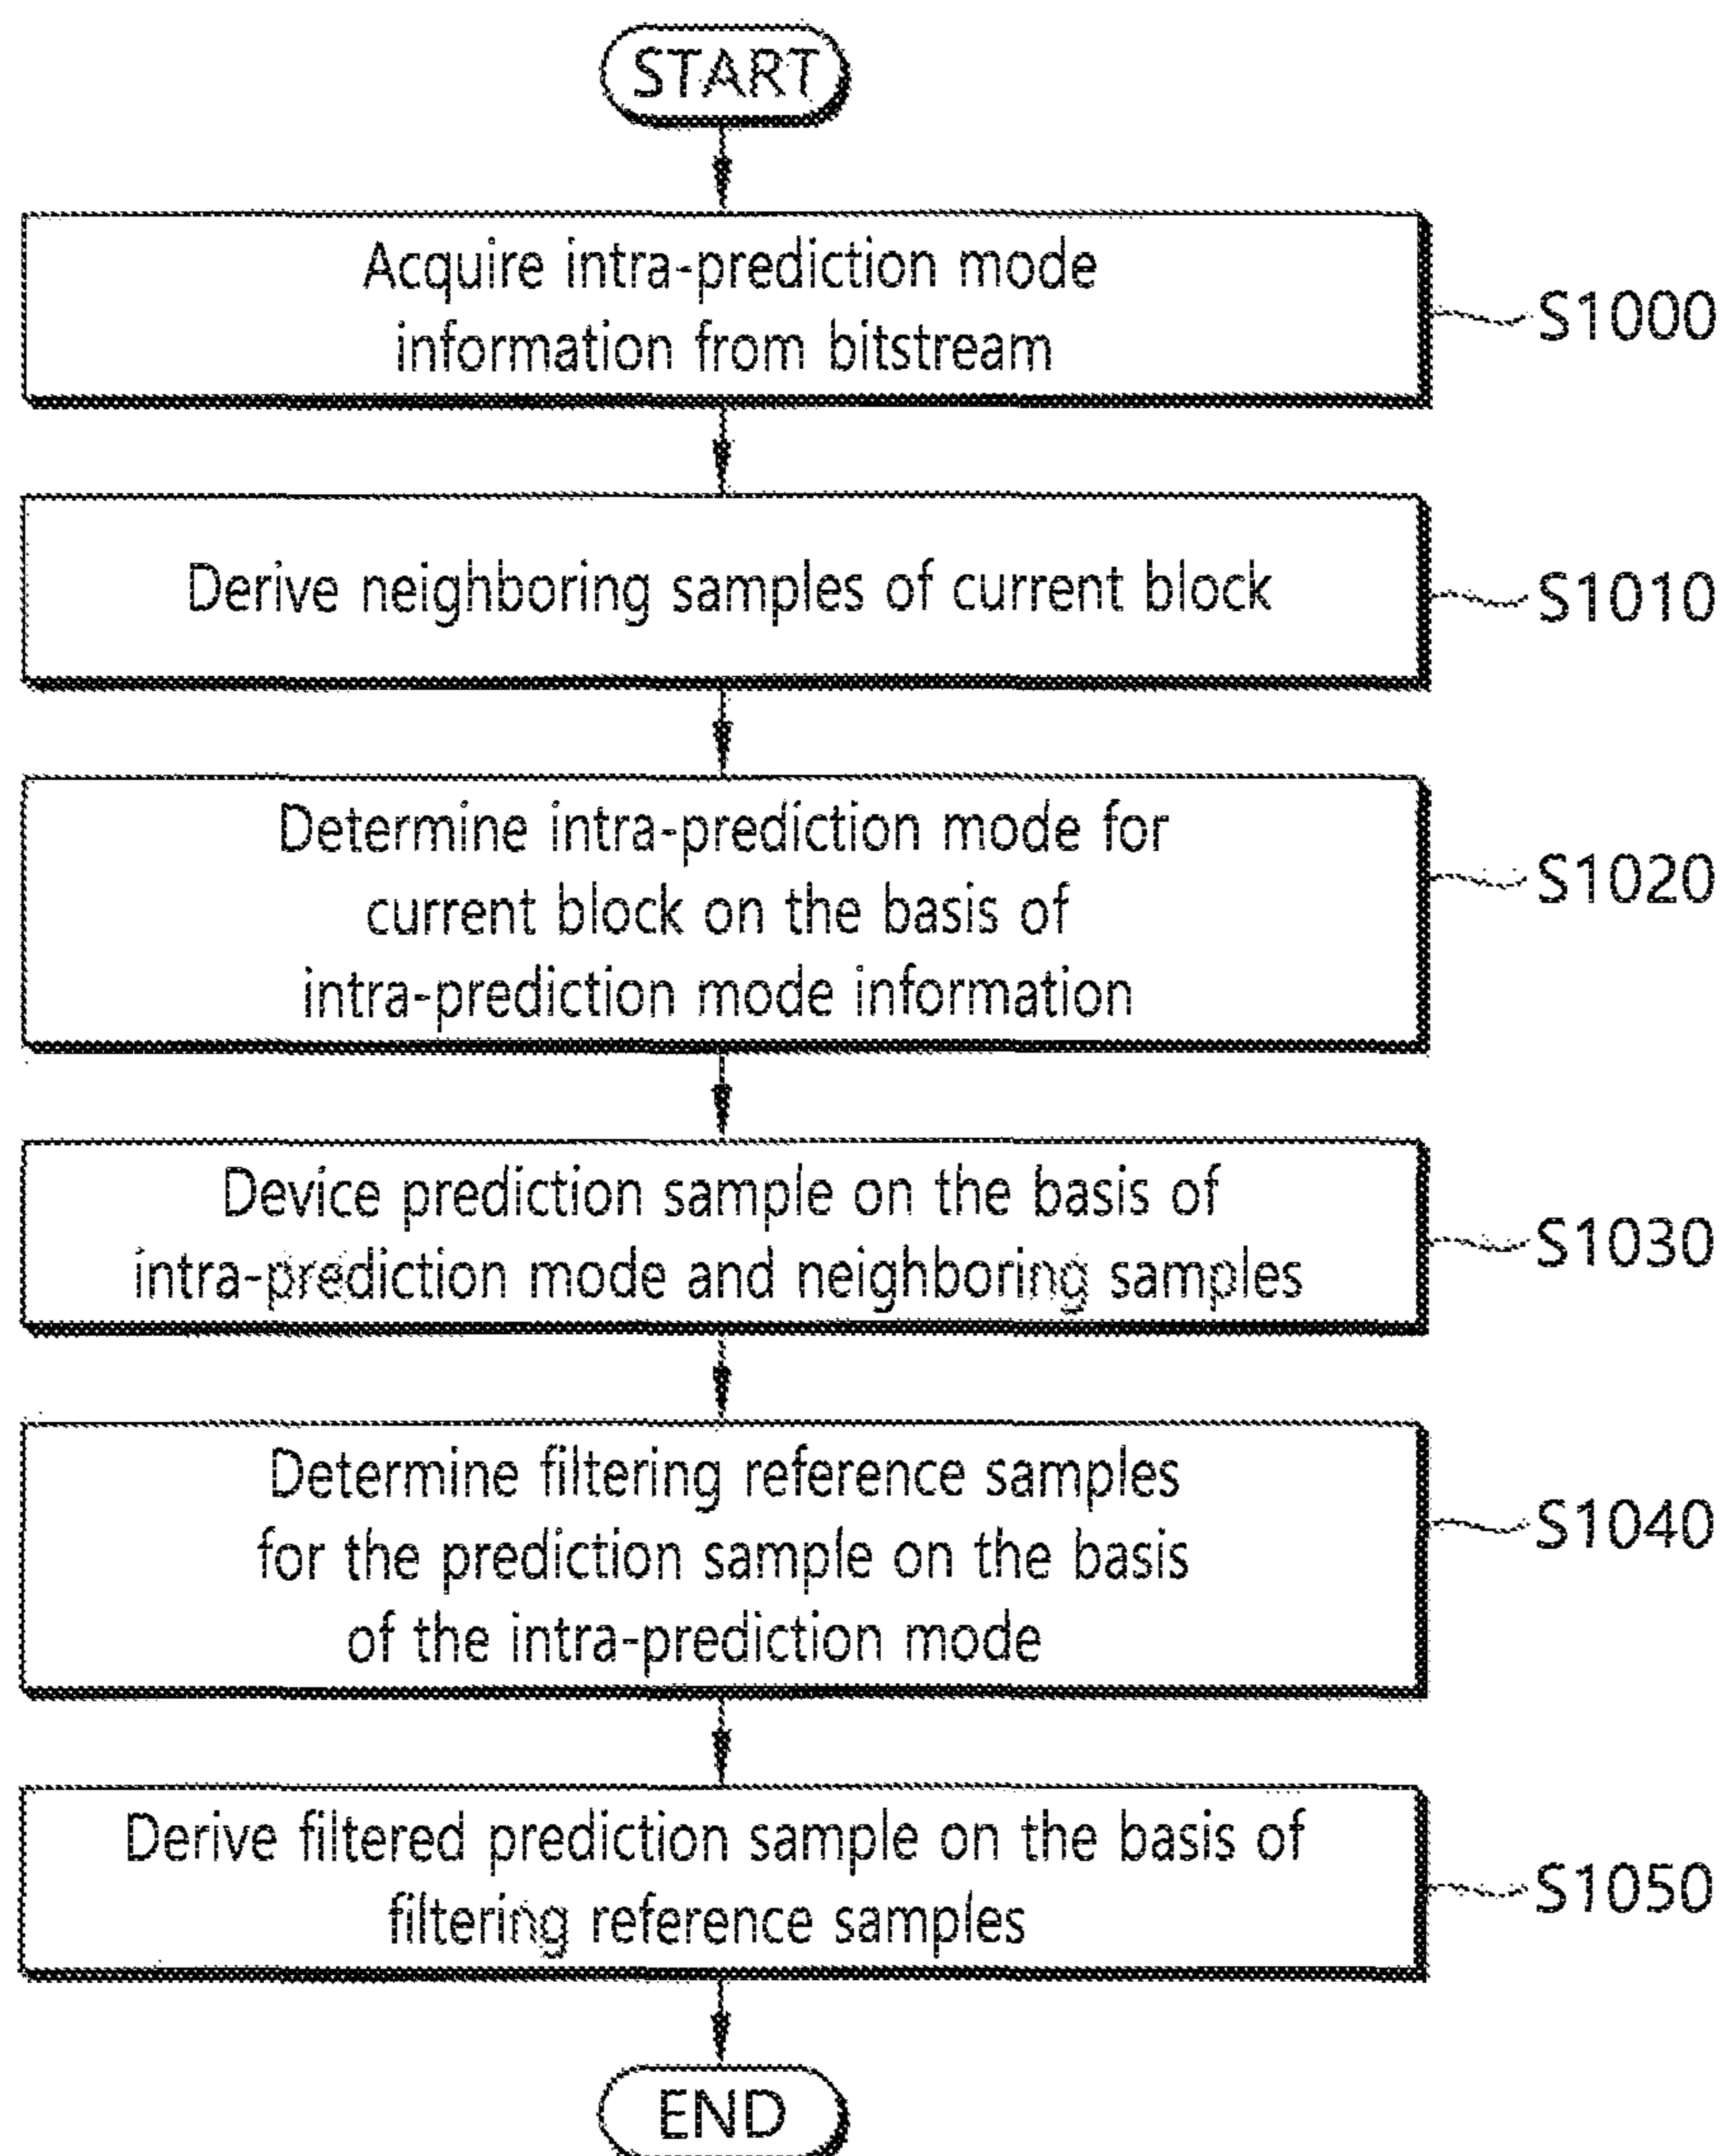 START
Acquire intra-prediction mode
information from bitstream
S1000
Derive neighboring samples of current block
S1010
Determine intra-prediction mode for
current block on the basis of
intra-prediction mode information
S1020
Device prediction sample on the basis of
intra-prediction mode and neighboring samples
S1030
Determine filtering reference samples
for the prediction sample on the basis
of the intra-prediction mode
S1040
Derive filtered prediction sample on the basis of
filtering reference samples
S1050
END